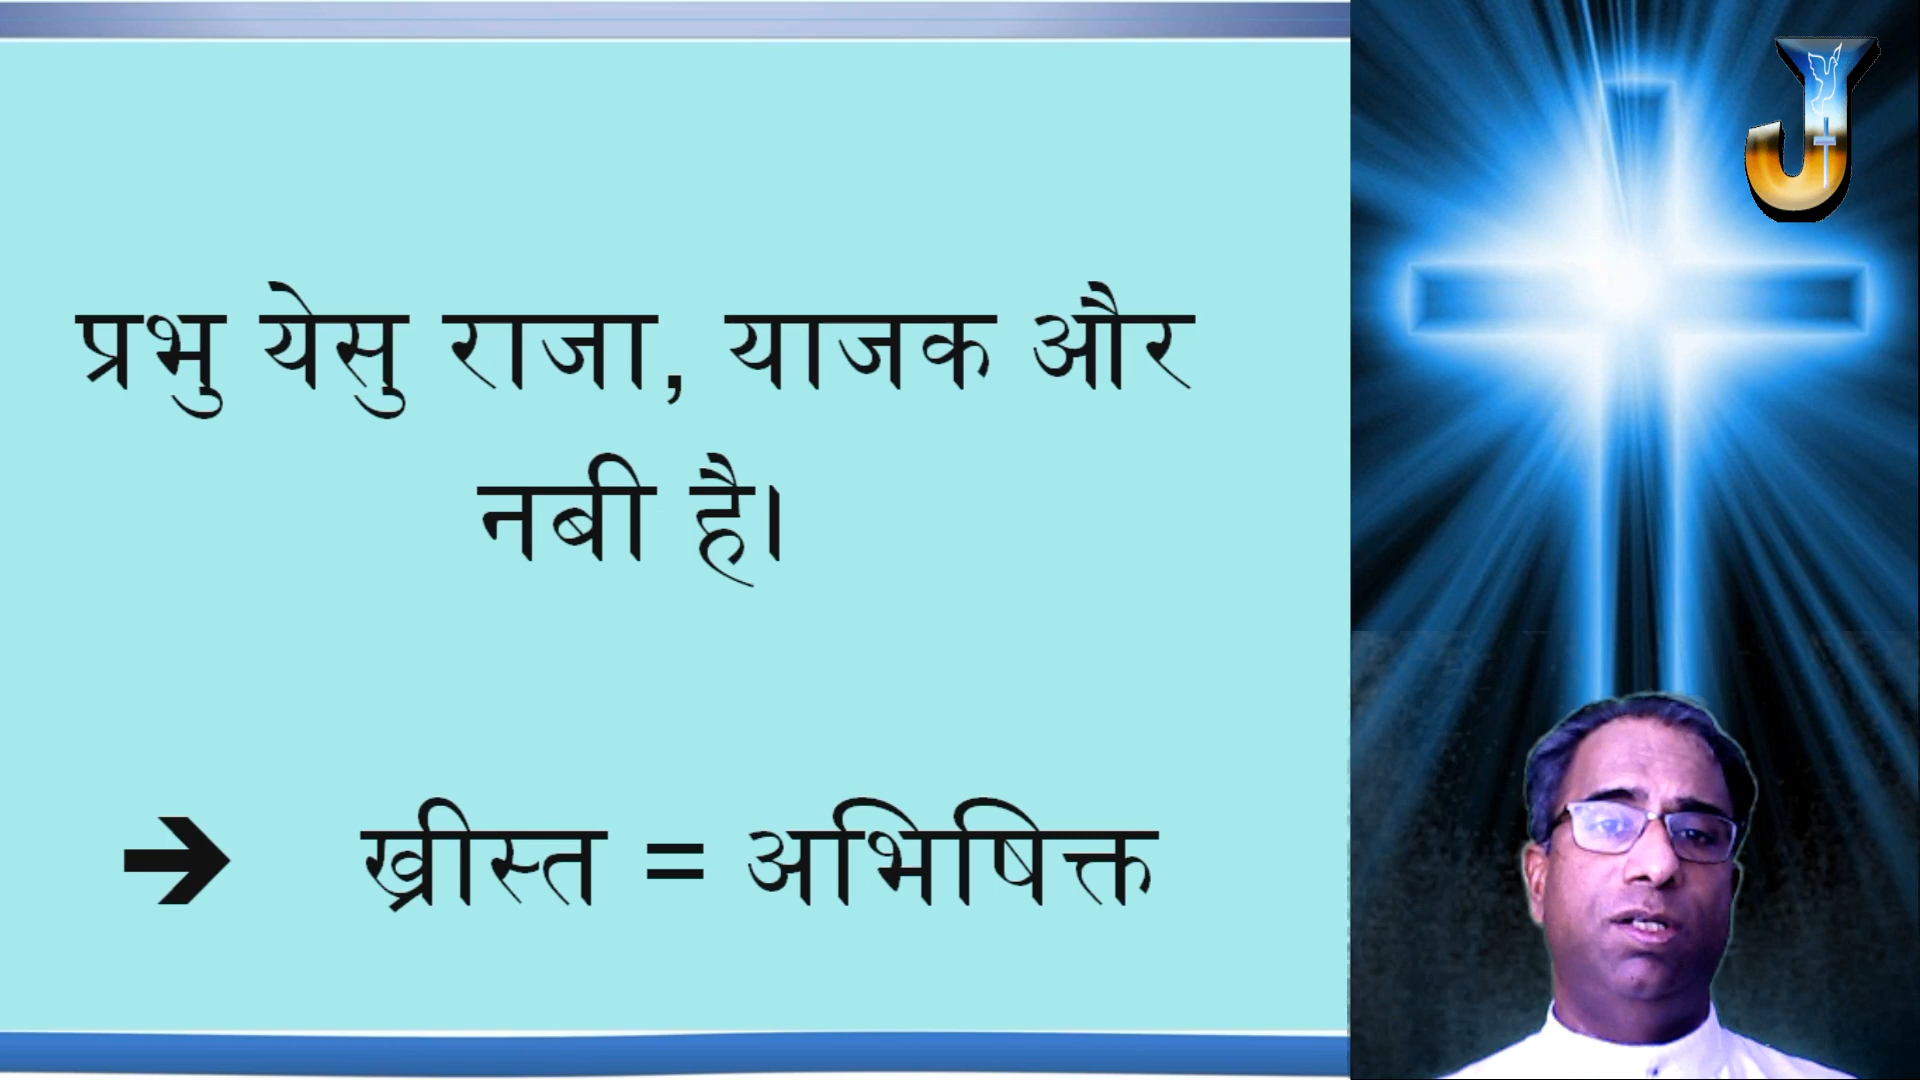 प्रभु येसु राजा, याजक और
नबी है।
➔ ख्रीस्त = अभिषिक्त